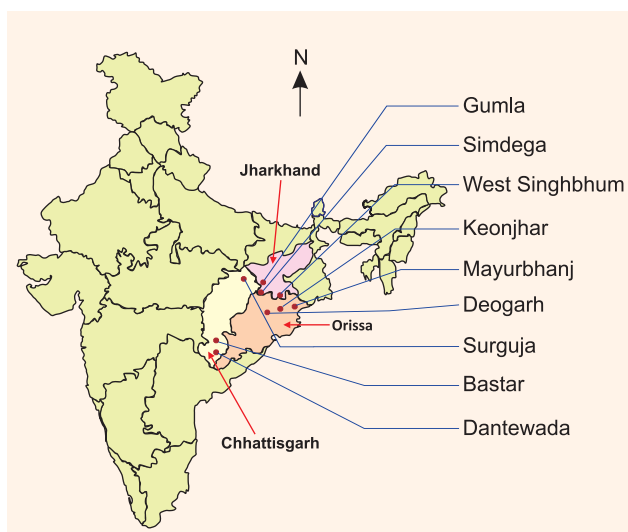 N
Gumla
Simdega
Jharkhand
West Singhbhum
Keonjhar
Mayurbhanj
Deogarh
Orissa
Surguja
Bastar
Chhattisgarh
Dantewada